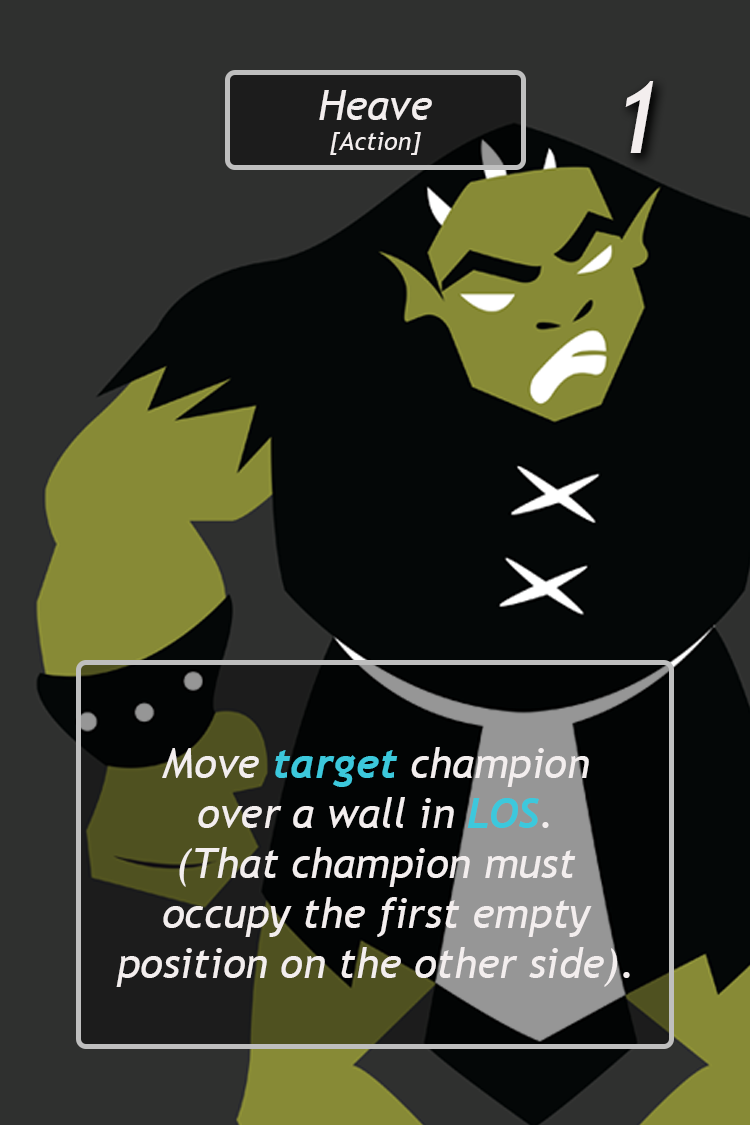 Heave
[Action]
1
Move target champion
over a wall in LOS.
(That champion must
occupy the first empty
position on the other side).